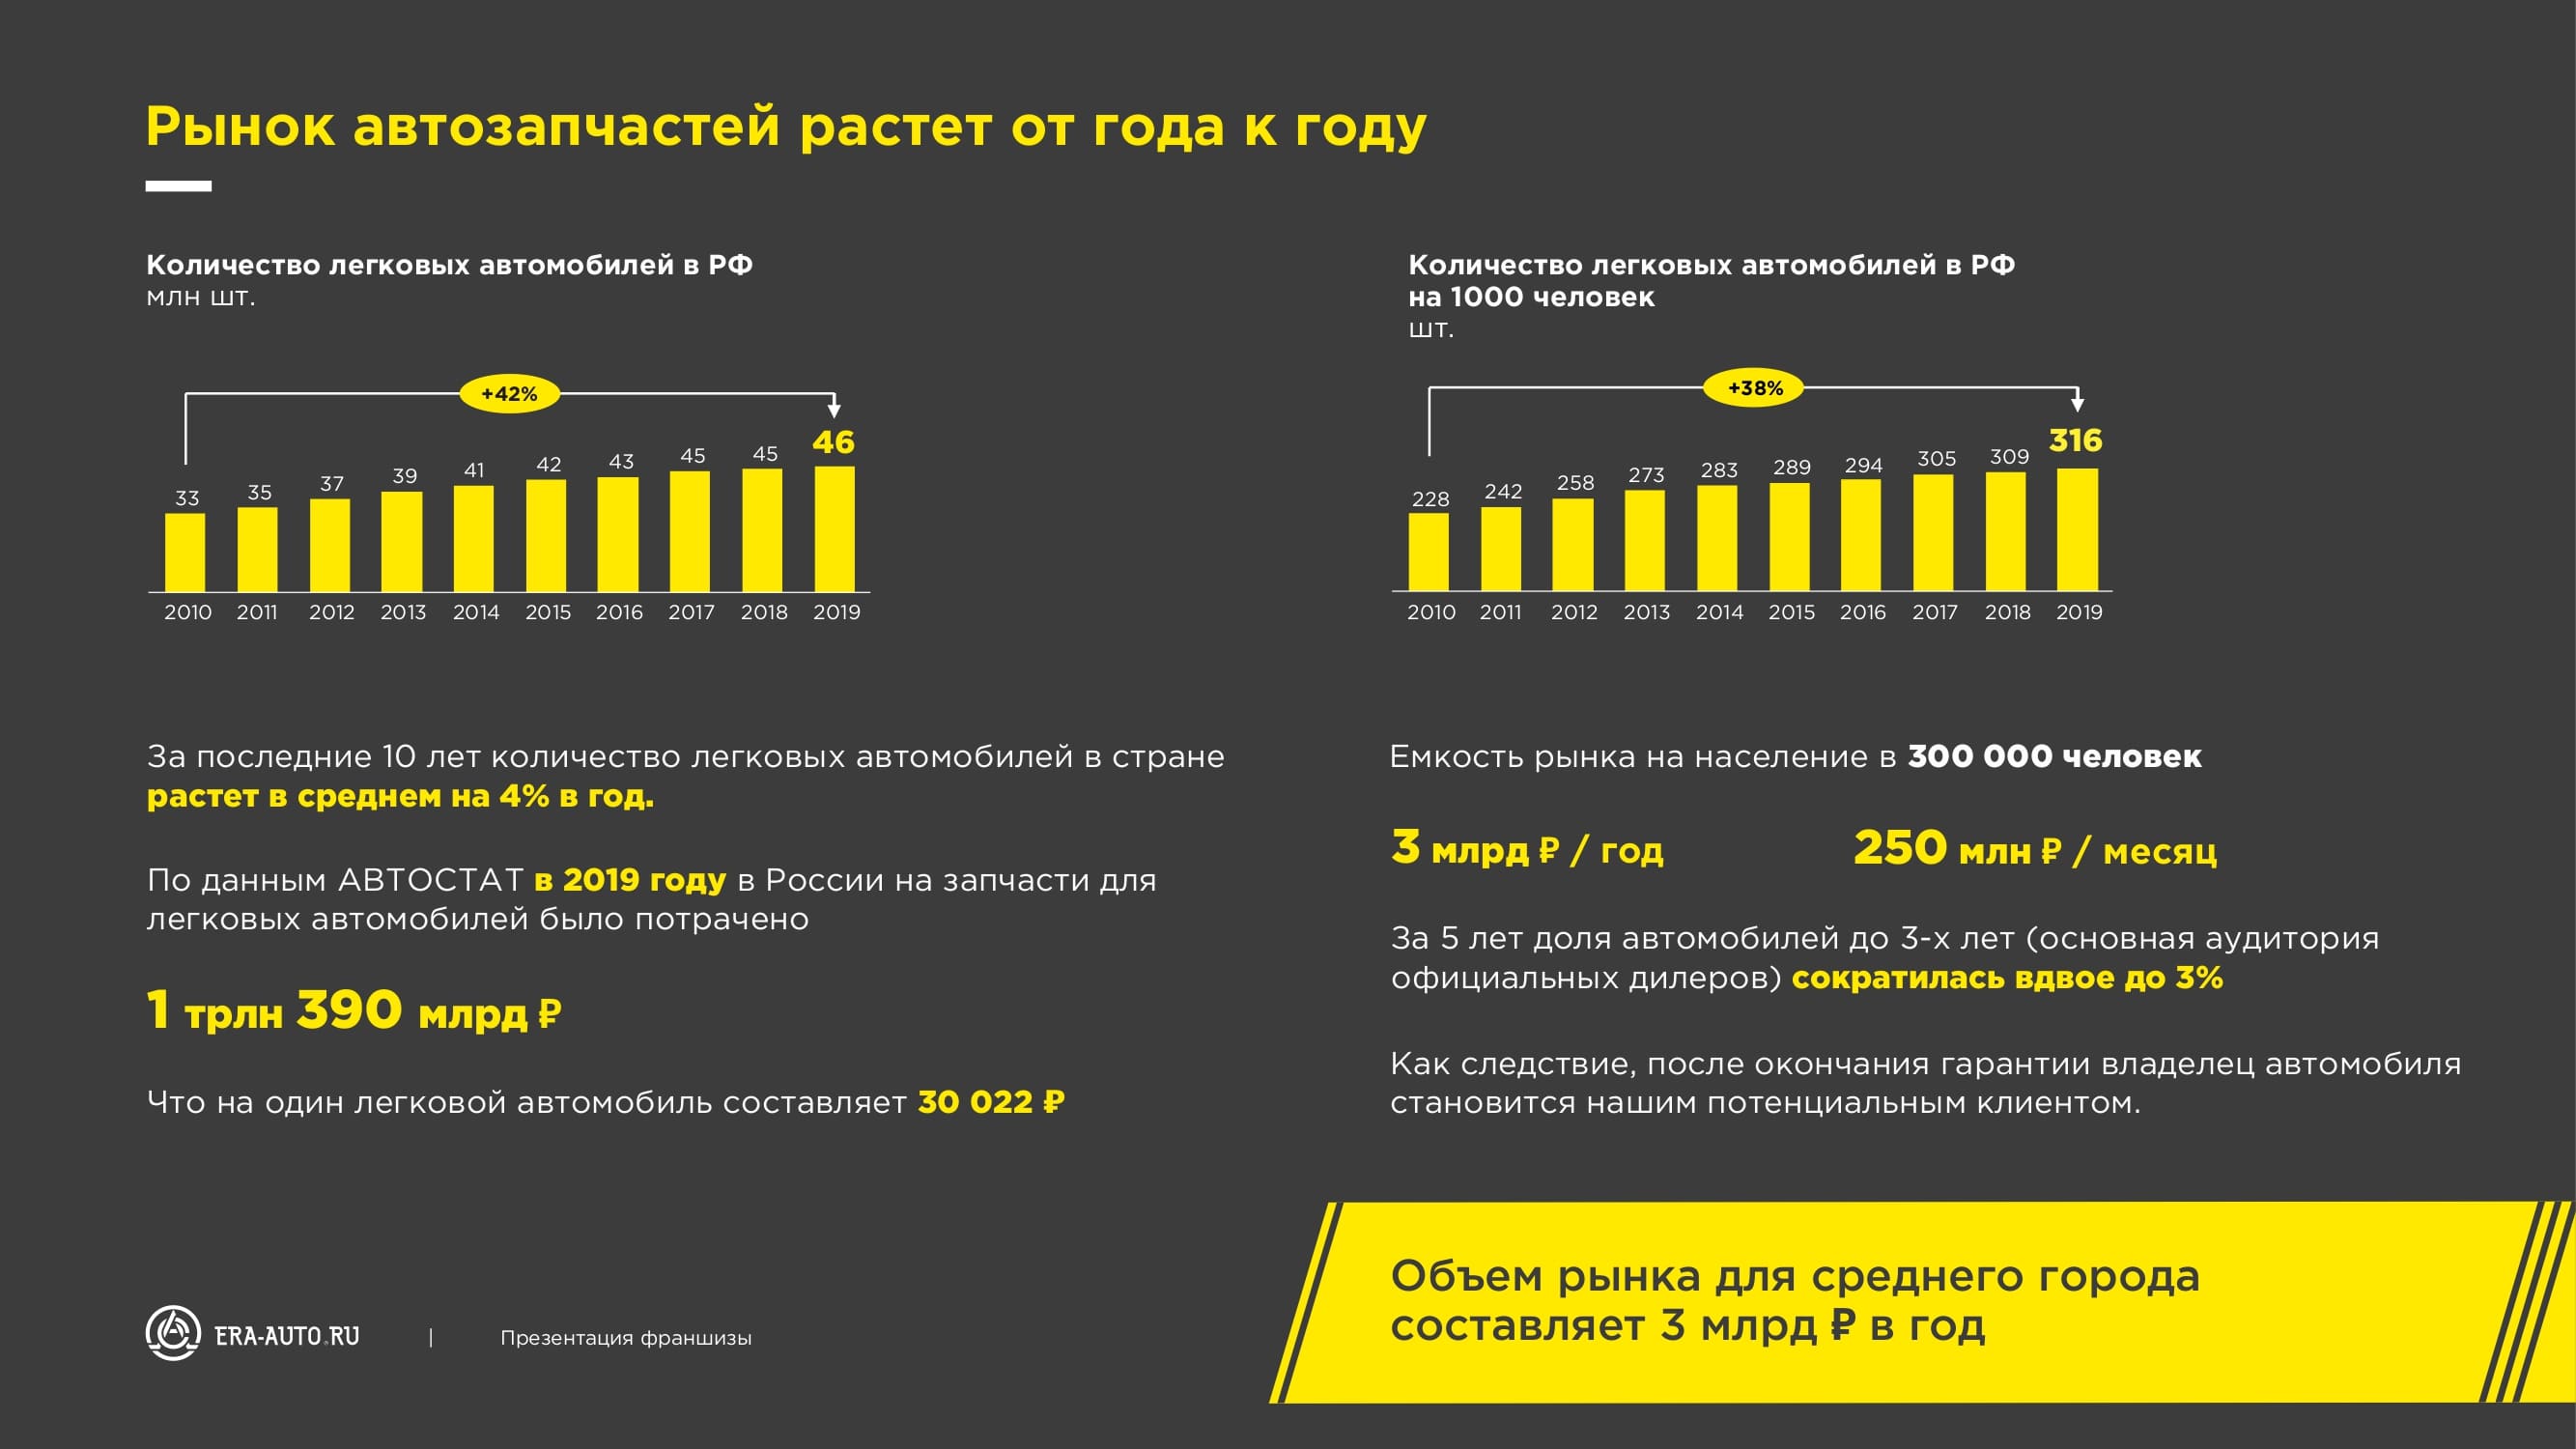 Рынок автозапчастей растет от года к году
Количество легковых автомобилей в РФ
млн шт.
+42%
33 35 37 39 41 42 43 45 45 46
2010 2011 2012 2013 2014 2015 2016 2017 2018 2019
Количество легковых автомобилей в РФ
на 1000 человек
шт.
+38%
228 242 258 273 283 289 294 305 309 316
2010 2011 2012 2013 2014 2015 2016 2017 2018 2019
За последние 10 лет количество легковых автомобилей в стране
растет в среднем на 4% в год.
По данным АВТОСТАТ в 2019 году в России на запчасти для
легковых автомобилей было потрачено
1 трлн 390 млрд ₽
Что на один легковой автомобиль составляет 30 022 ₽
Емкость рынка на население в 300 000 человек
3 млрд ₽ / год 250 млн ₽ / месяц
За 5 лет доля автомобилей до 3-х лет (основная аудитория
официальных дилеров) сократилась вдвое до 3%
Как следствие, после окончания гарантии владелец автомобиля
становится нашим потенциальным клиентом.
Объем рынка для среднего города
составляет 3 млрд ₽ в год
ERA-AUTO.RU | Презентация франшизы